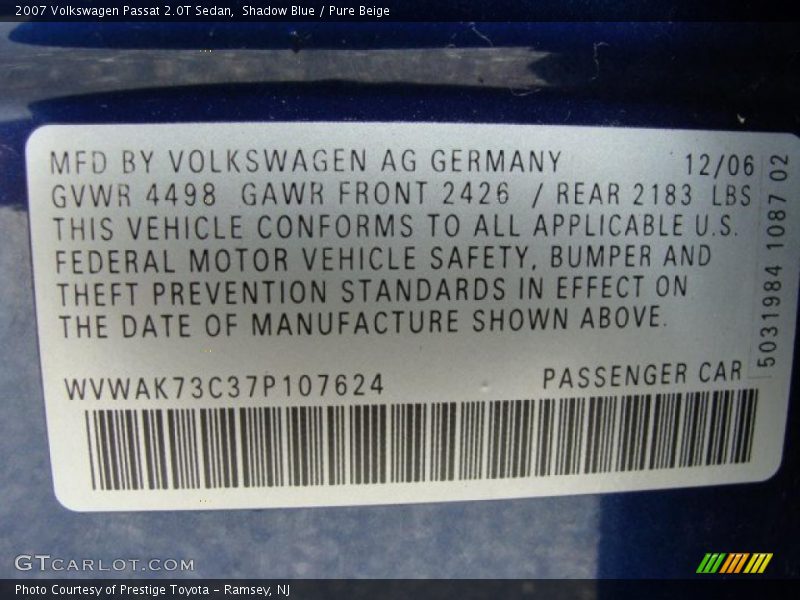 2007 Volkswagen Passat 2.0T Sedan,  Shadow Blue / Pure Beige
MFD BY VOLKSWAGEN AG GERMANY 12/06
GVWR 4498 GAWR FRONT 2426 / REAR 2183 LBS
THIS VEHICLE CONFORMS TO ALL APPLICABLE U.S.
FEDERAL MOTOR VEHICLE SAFETY, BUMPER AND
THEFT PREVENTION STANDARDS IN EFFECT ON
THE DATE OF MANUFACTURE SHOWN ABOVE.
WVWAK73C37P107624 PASSENGER CAR
5031984 1087 02
GTCARLOT.COM
Photo Courtesy of Prestige Toyota - Ramsey, NJ